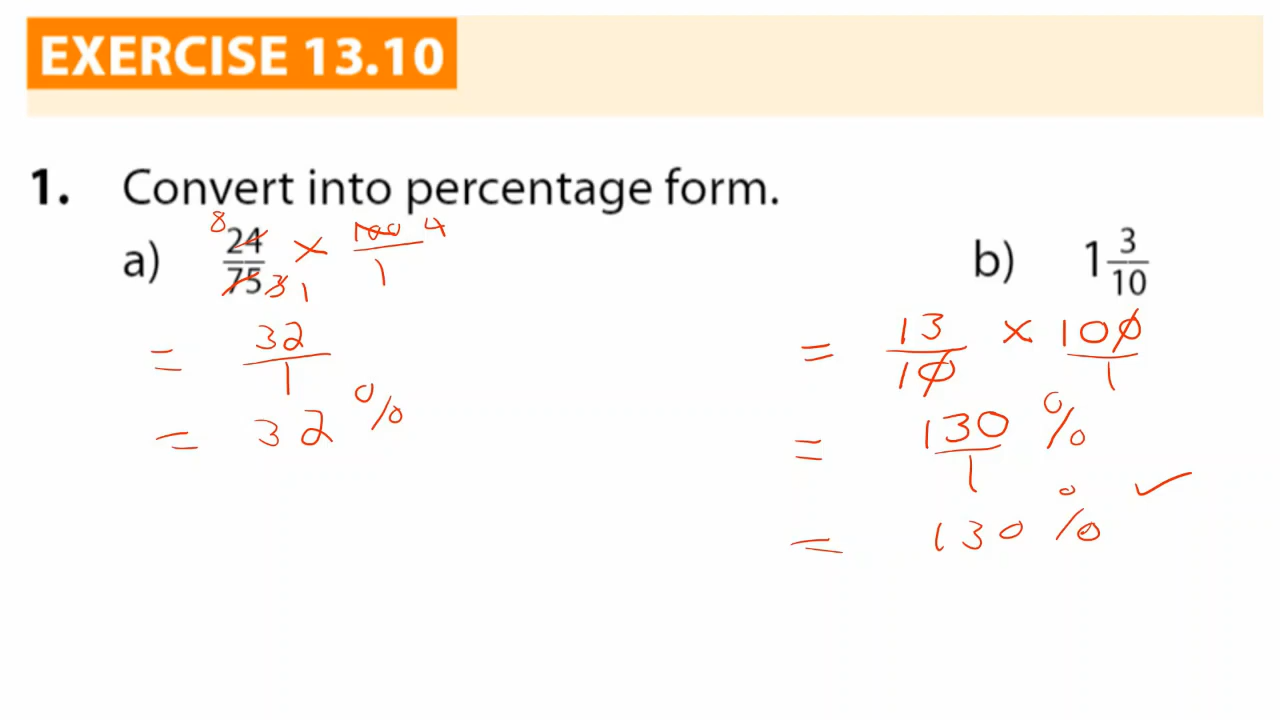 EXERCISE 13.10
1. Convert into percentage form.
a) 8 24/75 3 1 × 100/1 4
= 32/1
= 32 %
b) 1 3/10
= 13/10 × 100/1
= 130/1 %
= 130 % ✓